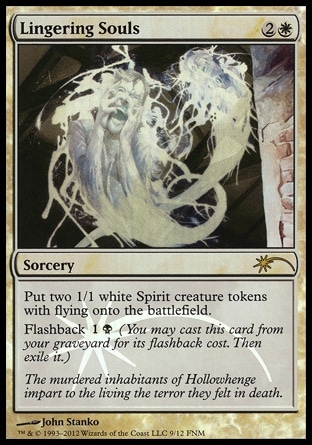 Lingering Souls 2
Sorcery
Put two 1/1 white Spirit creature tokens
with flying onto the battlefield.
Flashback 1 (You may cast this card from
your graveyard for its flashback cost. Then
exile it.)
The murdered inhabitants of Hollowhenge
impart to the living the terror they felt in death.
John Stanko
™ & © 1993-2012 Wizards of the Coast LLC 9/12 FNM